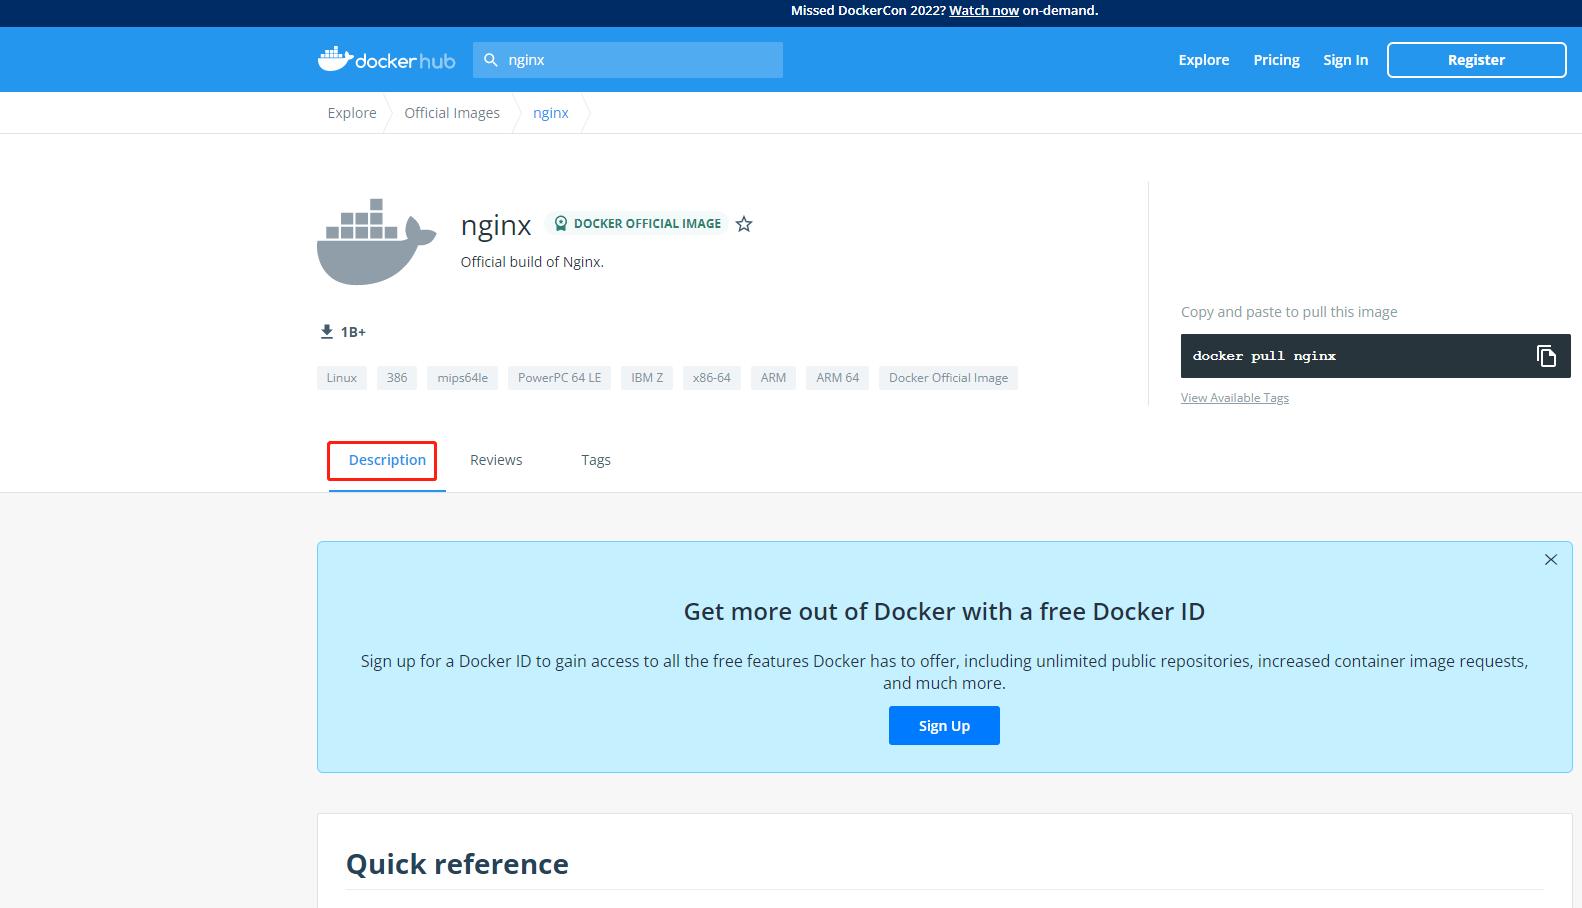 Missed DockerCon 2022? Watch now on-demand.
docker hub
nginx
Explore
Pricing
Sign In
Register
Explore
Official Images
nginx
nginx
DOCKER OFFICIAL IMAGE
Official build of Nginx.
1B+
Copy and paste to pull this image
docker pull nginx
View Available Tags
Linux
386
mips64le
PowerPC 64 LE
IBM Z
x86-64
ARM
ARM 64
Docker Official Image
Description
Reviews
Tags
Get more out of Docker with a free Docker ID
Sign up for a Docker ID to gain access to all the free features Docker has to offer, including unlimited public repositories, increased container image requests,
and much more.
Sign Up
Quick reference